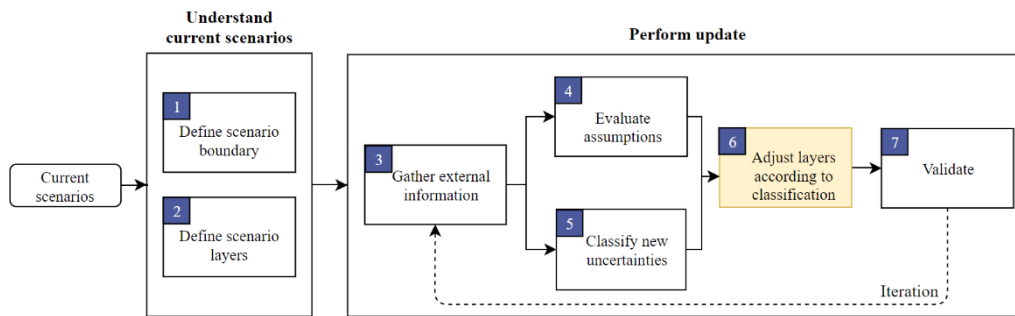 Understand
current scenarios
Perform update
Current
scenarios
1
Define scenario
boundary
2
Define scenario
layers
3
Gather external
information
4
Evaluate
assumptions
5
Classify new
uncertainties
6
Adjust layers
according to
classification
7
Validate
Iteration